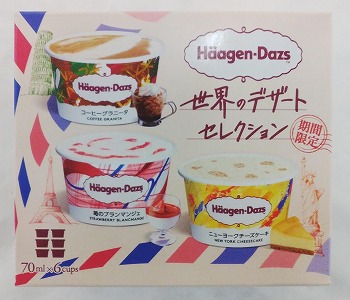 Häagen-Dazs
世界のデザート
セレクション
期間
限定
Häagen-Dazs
コーヒーグラニータ
COFFEE GRANITA
Häagen-Dazs
苺のブランマンジェ
STRAWBERRY BLANCMANGE
Häagen-Dazs
ニューヨークチーズケーキ
NEW YORK CHEESECAKE
70ml×6cups